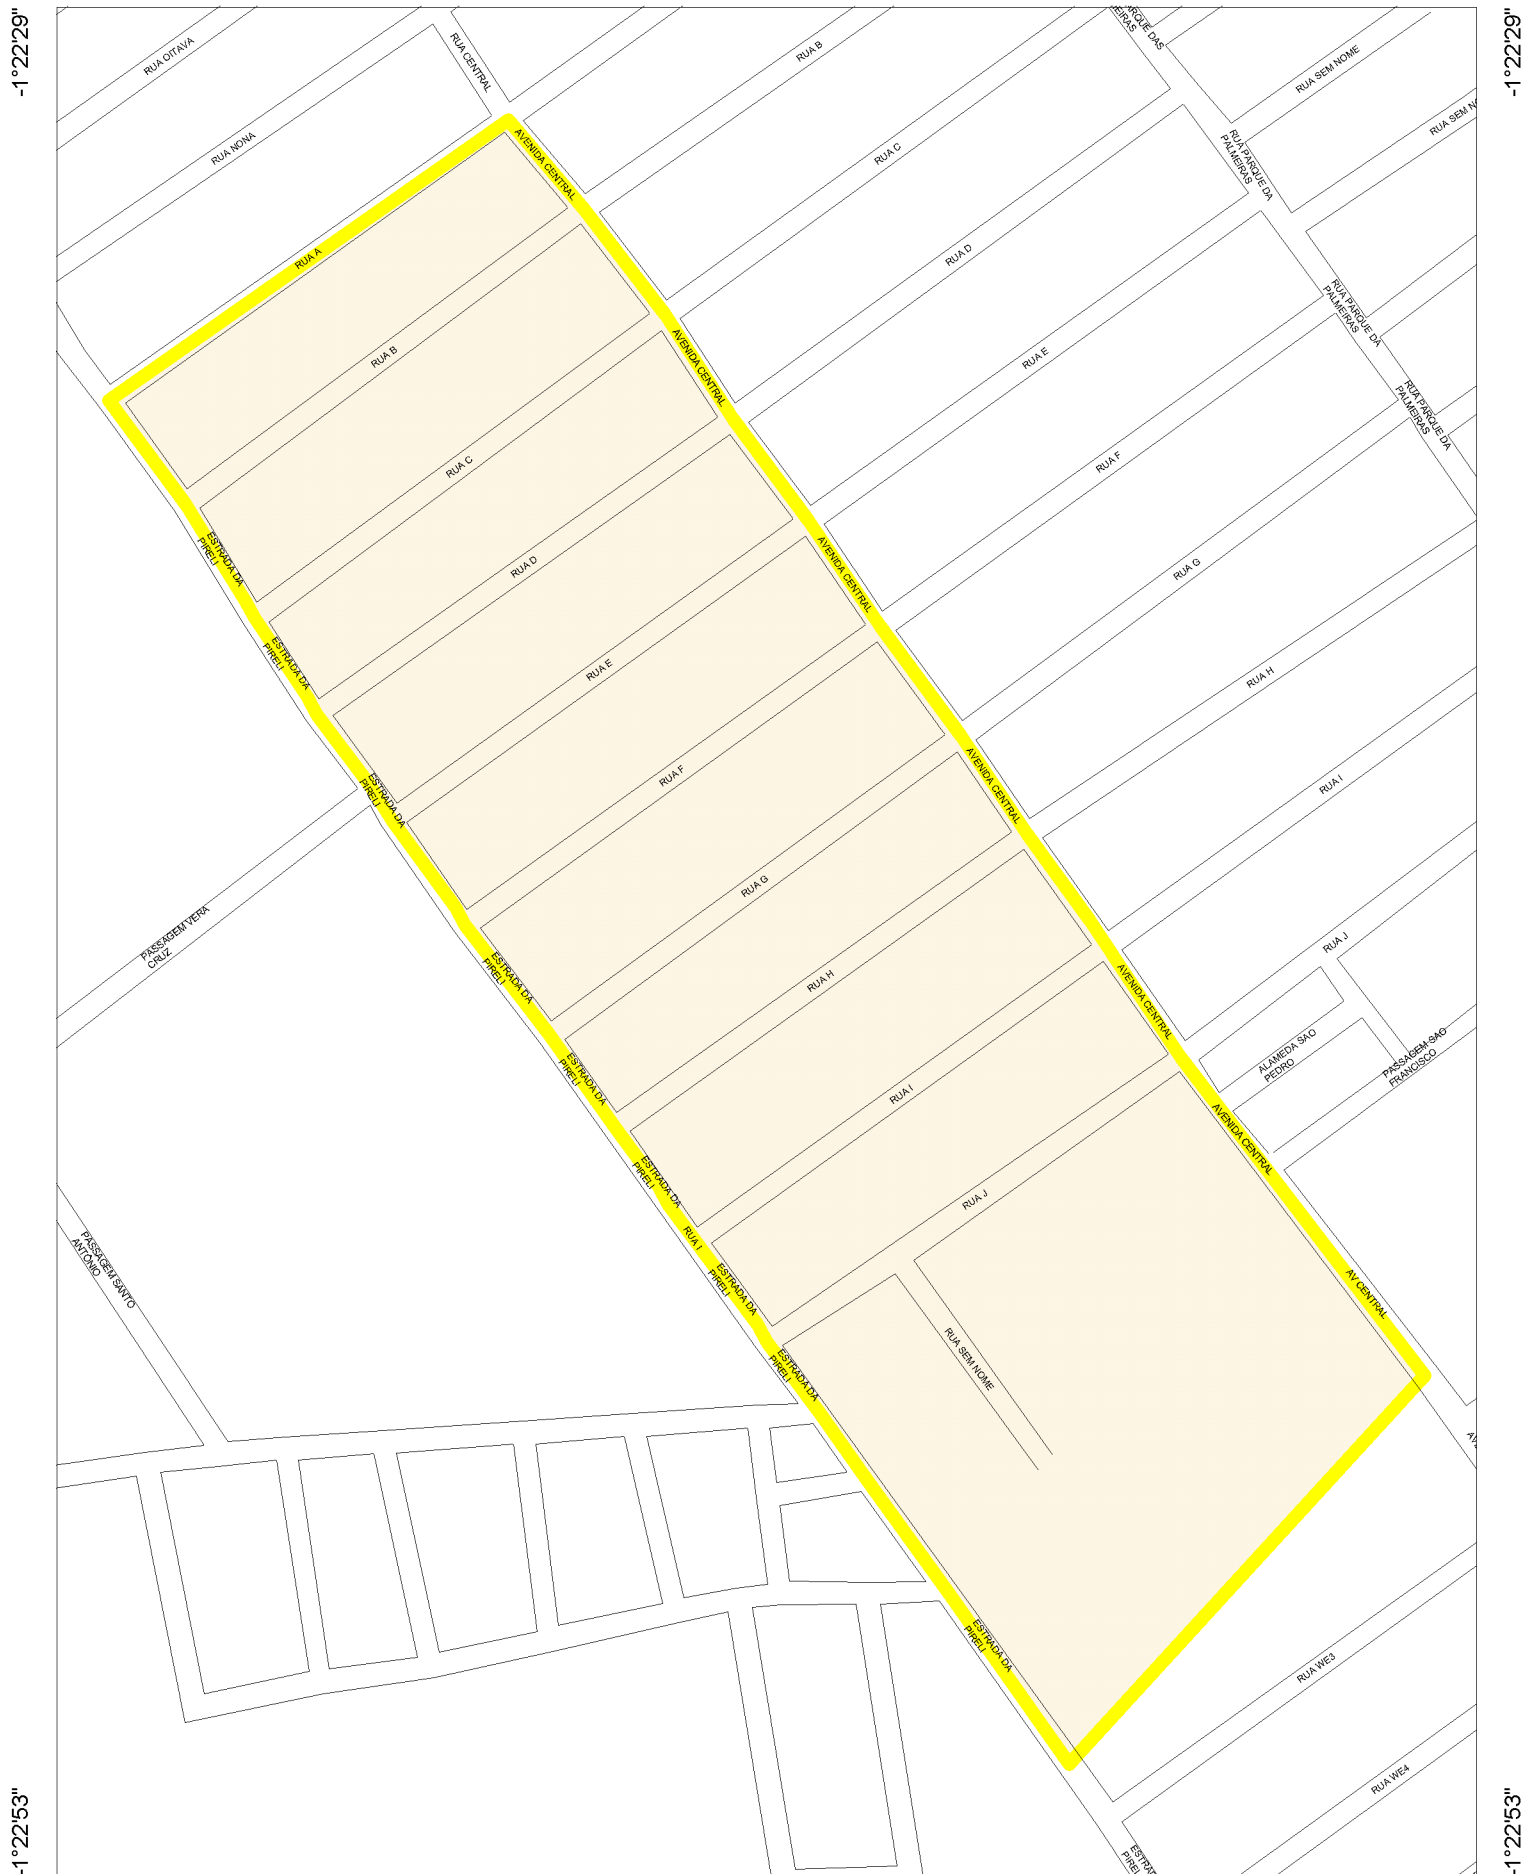 -1°22'29"
-1°22'29"
RUA OITAVA
RUA CENTRAL
RUA B
RUA SEM NOME
RUA NONA
AVENIDA CENTRAL
RUA C
RUA PARQUE DA
PALMEIRAS
RUA A
RUA D
RUA PARQUE DA
PALMEIRAS
RUA B
AVENIDA CENTRAL
RUA E
RUA PARQUE DA
PALMEIRAS
RUA C
RUA F
ESTRADA DA
PIRELI
RUA D
AVENIDA CENTRAL
RUA G
ESTRADA DA
PIRELI
RUA E
RUA H
ESTRADA DA
PIRELI
RUA F
AVENIDA CENTRAL
RUA I
PASSAGEM VERA
CRUZ
RUA G
RUA J
ESTRADA DA
PIRELI
RUA H
AVENIDA CENTRAL
ALAMEDA SAO
PEDRO
PASSAGEM SAO
FRANCISCO
ESTRADA DA
PIRELI
RUA I
AVENIDA CENTRAL
ESTRADA DA
PIRELI
RUA I
RUA J
PASSAGEM SANTO
ANTONIO
ESTRADA DA
PIRELI
AV CENTRAL
ESTRADA DA
PIRELI
RUA SEM NOME
ESTRADA DA
PIRELI
RUA WE3
RUA WE4
-1°22'53"
-1°22'53"